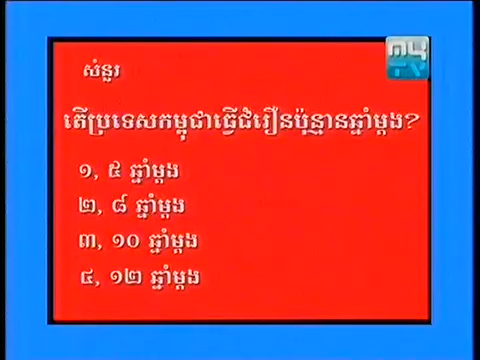 MYTV
សំនួរ
តើប្រទេសកម្ពុជាធ្វើជំរឿនប៉ុន្មានឆ្នាំម្តង?
១, ៥ ឆ្នាំម្តង
២, ៨ ឆ្នាំម្តង
៣, ១០ ឆ្នាំម្តង
៤, ១២ ឆ្នាំម្តង